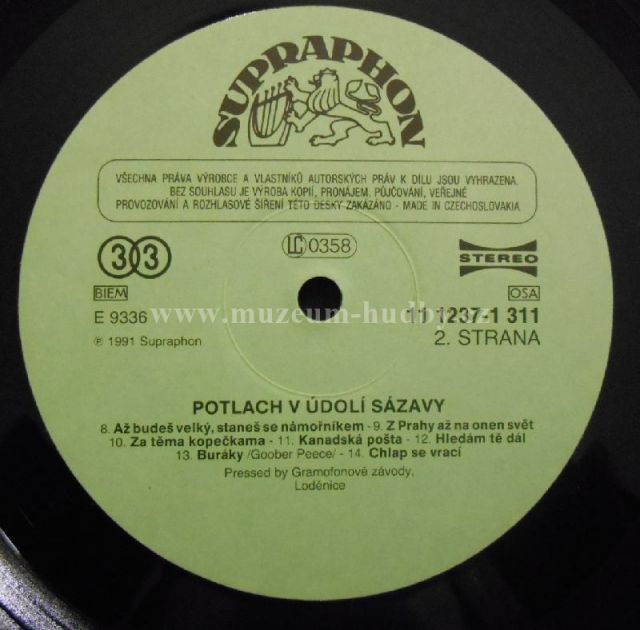 SUPRAPHON
VŠECHNA PRÁVA VÝROBCE A VLASTNÍKŮ AUTORSKÝCH PRÁV K DÍLU JSOU VYHRAZENA.
BEZ SOUHLASU JE VÝROBA KOPIÍ, PRONÁJEM, PŮJČOVÁNÍ, VEŘEJNÉ
PROVOZOVÁNÍ A ROZHLASOVÉ ŠÍŘENÍ TÉTO DESKY ZAKÁZÁNO - MADE IN CZECHOSLOVAKIA
33 LC 0358 STEREO
BIEM OSA
E 9336 11 1237-1 311
www.muzeum-hudby.cz
℗ 1991 Supraphon 2. STRANA
POTLACH V ÚDOLÍ SÁZAVY
8. Až budeš velký, staneš se námořníkem - 9. Z Prahy až na onen svět
10. Za těma kopečkama - 11. Kanadská pošta - 12. Hledám tě dál
13. Buráky /Goober Peece/ - 14. Chlap se vrací
Pressed by Gramofonové závody,
Loděnice